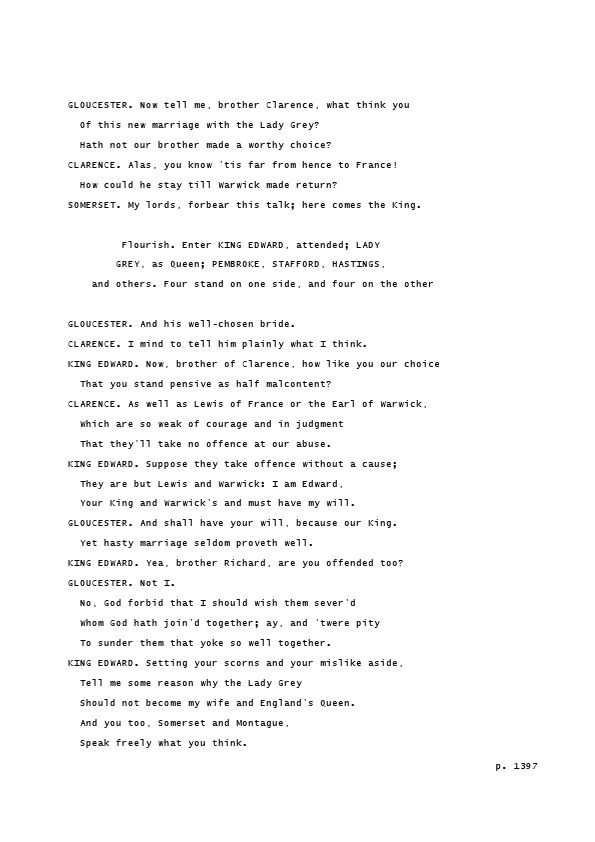 GLOUCESTER. Now tell me, brother Clarence, what think you
Of this new marriage with the Lady Grey?
Hath not our brother made a worthy choice?
CLARENCE. Alas, you know 'tis far from hence to France!
How could he stay till Warwick made return?
SOMERSET. My lords, forbear this talk; here comes the King.
Flourish. Enter KING EDWARD, attended; LADY
GREY, as Queen; PEMBROKE, STAFFORD, HASTINGS,
and others. Four stand on one side, and four on the other
GLOUCESTER. And his well-chosen bride.
CLARENCE. I mind to tell him plainly what I think.
KING EDWARD. Now, brother of Clarence, how like you our choice
That you stand pensive as half malcontent?
CLARENCE. As well as Lewis of France or the Earl of Warwick,
Which are so weak of courage and in judgment
That they'll take no offence at our abuse.
KING EDWARD. Suppose they take offence without a cause;
They are but Lewis and Warwick: I am Edward,
Your King and Warwick's and must have my will.
GLOUCESTER. And shall have your will, because our King.
Yet hasty marriage seldom proveth well.
KING EDWARD. Yea, brother Richard, are you offended too?
GLOUCESTER. Not I.
No, God forbid that I should wish them sever'd
Whom God hath join'd together; ay, and 'twere pity
To sunder them that yoke so well together.
KING EDWARD. Setting your scorns and your mislike aside,
Tell me some reason why the Lady Grey
Should not become my wife and England's Queen.
And you too, Somerset and Montague,
Speak freely what you think.
p. 1397